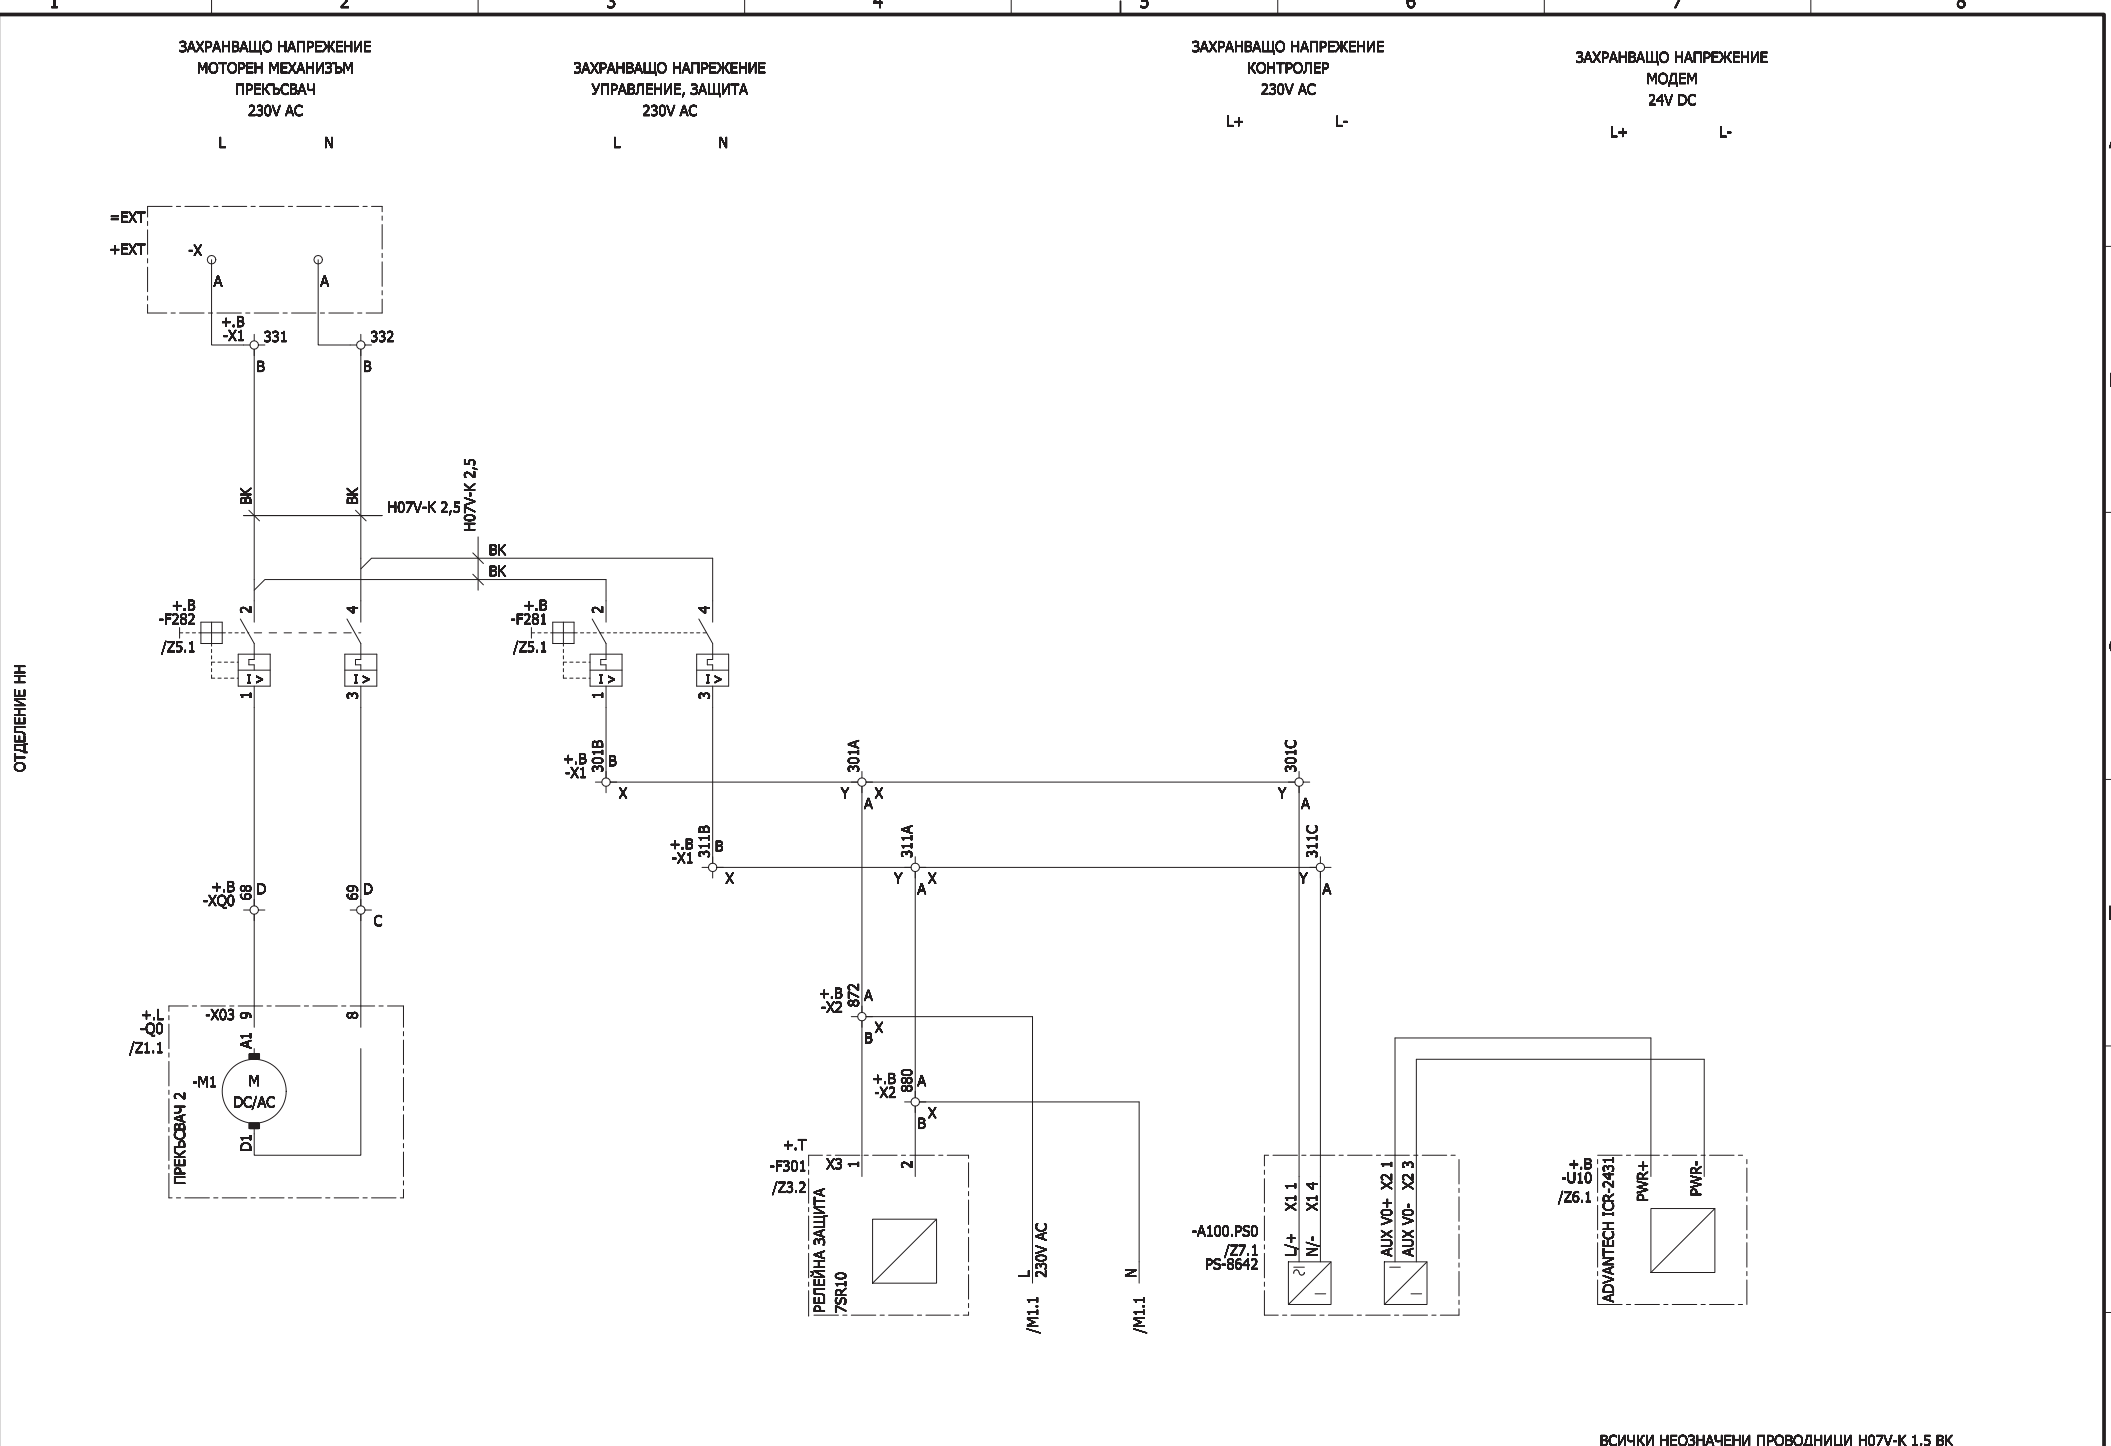 1 2 3 4 5 6 7 8
ЗАХРАНВАЩО НАПРЕЖЕНИЕ
МОТОРЕН МЕХАНИЗЪМ
ПРЕКЪСВАЧ
230V AC
L N
ЗАХРАНВАЩО НАПРЕЖЕНИЕ
УПРАВЛЕНИЕ, ЗАЩИТА
230V AC
L N
ЗАХРАНВАЩО НАПРЕЖЕНИЕ
КОНТРОЛЕР
230V AC
L+ L-
ЗАХРАНВАЩО НАПРЕЖЕНИЕ
МОДЕМ
24V DC
L+ L-
=EXT
+EXT
-X
A A
+.B
-X1
331 332
B B
BK BK
H07V-K 2,5
H07V-K 2,5
BK
BK
+.B
-F282
/Z5.1
2 4
I > I >
1 3
+.B
-F281
/Z5.1
2 4
I > I >
1 3
ОТДЕЛЕНИЕ НН
+.B
-X1
301B B
X
301A
Y X
A
301C
Y
A
+.B
-X1
311B B
X
311A
Y X
A
311C
Y
A
+.B
-XQ0
68 D
69 D
C
+.L
-Q0
/Z1.1
-X03 9 8
A1
-M1
M
DC/AC
D1
ПРЕКЪСВАЧ 2
+.B
-X2
872 A
X
B
+.B
-X2
880 A
X
B
+.T
-F301
/Z3.2
X3 1 2
РЕЛЕЙНА ЗАЩИТА
7SR10
L
230V AC
/M1.1
N
/M1.1
-A100.PS0
/Z7.1
PS-8642
L/+ X1 1
N/- X1 4
AUX V0+ X2 1
AUX V0- X2 3
+.B
-U10
/Z6.1
ADVANTECH ICR-2431
PWR+
PWR-
ВСИЧКИ НЕОЗНАЧЕНИ ПРОВОДНИЦИ H07V-K 1.5 BK